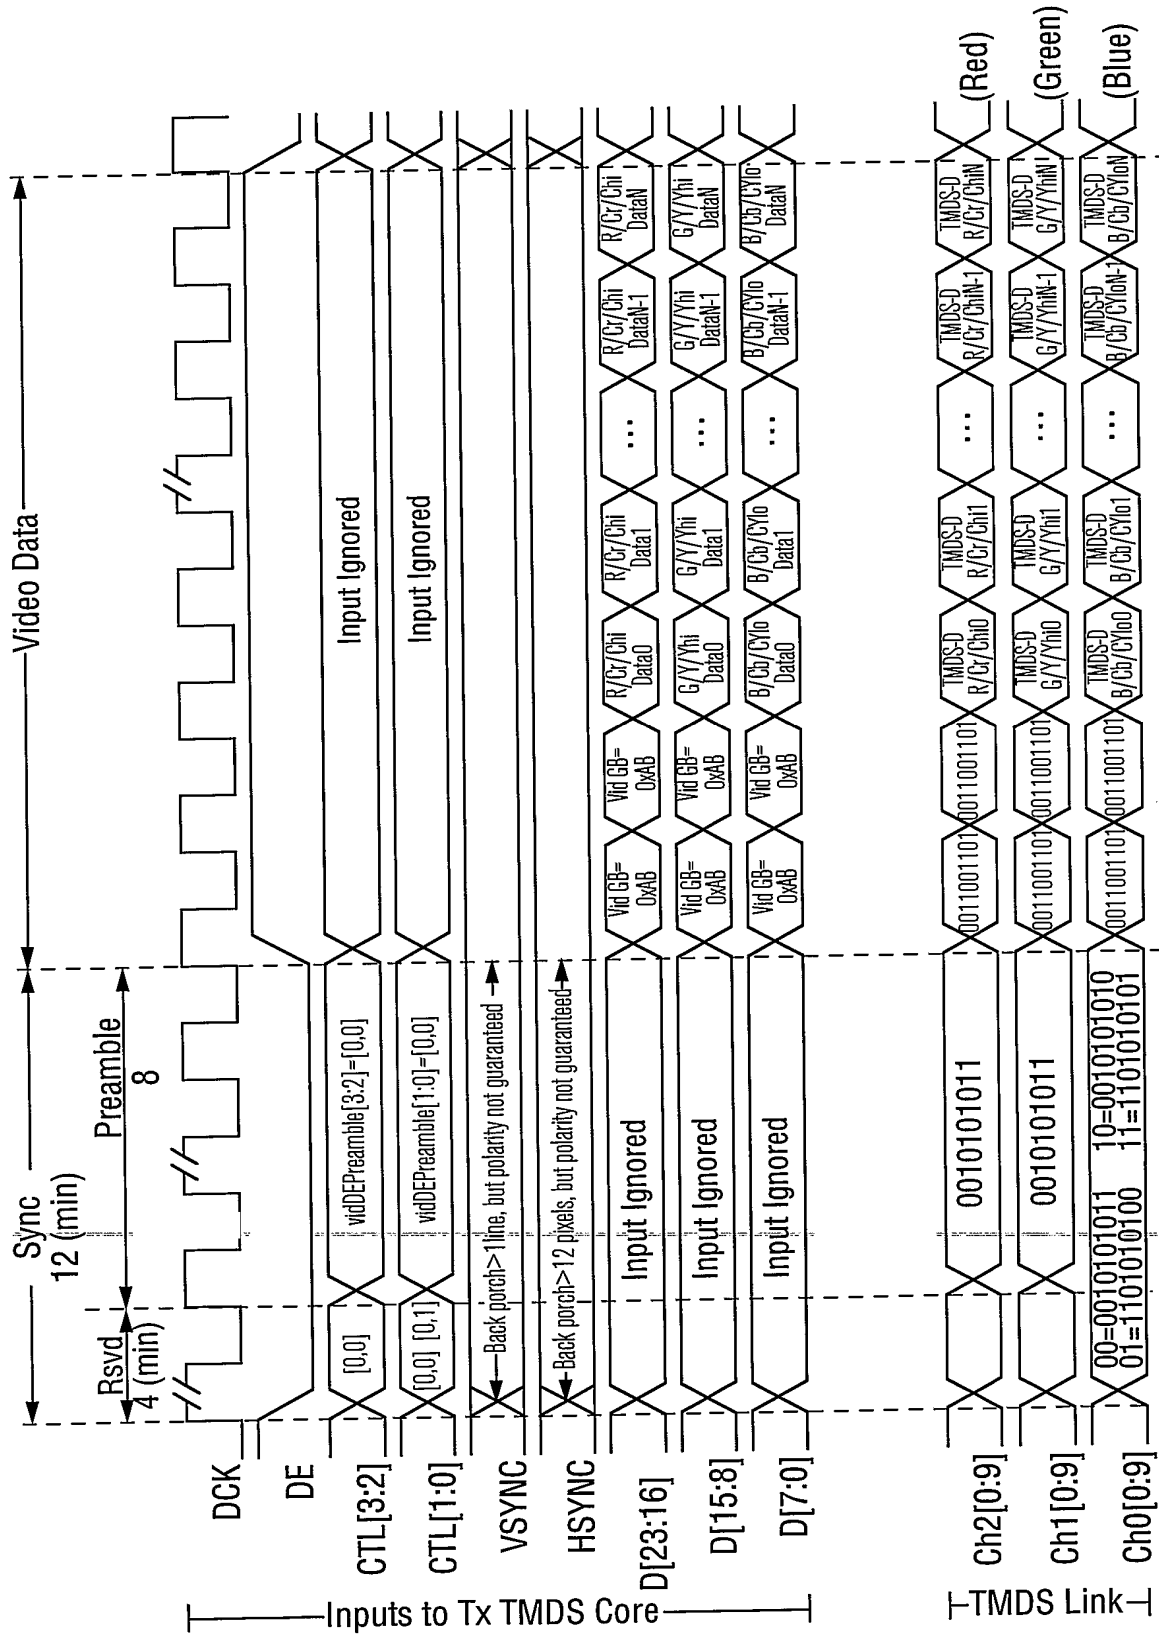 Sync
12 (min)
Video Data
Rsvd
4 (min)
Preamble
8
DCK
DE
CTL[3:2]
[0,0]
vidDEPreamble[3:2]=[0,0]
Input Ignored
CTL[1:0]
[0,0] [0,1]
vidDEPreamble[1:0]=[0,0]
Input Ignored
VSYNC
Back porch>1line, but polarity not guaranteed
HSYNC
Back porch>12 pixels, but polarity not guaranteed
D[23:16]
Input Ignored
Vid GB=
0xAB
Vid GB=
0xAB
R/Cr/Chi
Data0
R/Cr/Chi
Data1
...
R/Cr/Chi
DataN-1
R/Cr/Chi
DataN
D[15:8]
Input Ignored
Vid GB=
0xAB
Vid GB=
0xAB
G/Y/Yhi
Data0
G/Y/Yhi
Data1
...
G/Y/Yhi
DataN-1
G/Y/Yhi
DataN
D[7:0]
Input Ignored
Vid GB=
0xAB
Vid GB=
0xAB
B/Cb/CYlo
Data0
B/Cb/CYlo
Data1
...
B/Cb/CYlo
DataN-1
B/Cb/CYlo
DataN
Inputs to Tx TMDS Core
Ch2[0:9]
0010101011
0011001101
0011001101
TMDS-D
R/Cr/Chi0
TMDS-D
R/Cr/Chi1
...
TMDS-D
R/Cr/ChiN-1
TMDS-D
R/Cr/ChiN
(Red)
Ch1[0:9]
0010101011
0011001101
0011001101
TMDS-D
G/Y/Yhi0
TMDS-D
G/Y/Yhi1
...
TMDS-D
G/Y/YhiN-1
TMDS-D
G/Y/YhiN
(Green)
Ch0[0:9]
00=0010101011 10=0010101010
01=1101010100 11=1101010101
0011001101
0011001101
TMDS-D
B/Cb/CYlo0
TMDS-D
B/Cb/CYlo1
...
TMDS-D
B/Cb/CYloN-1
TMDS-D
B/Cb/CYloN
(Blue)
TMDS Link